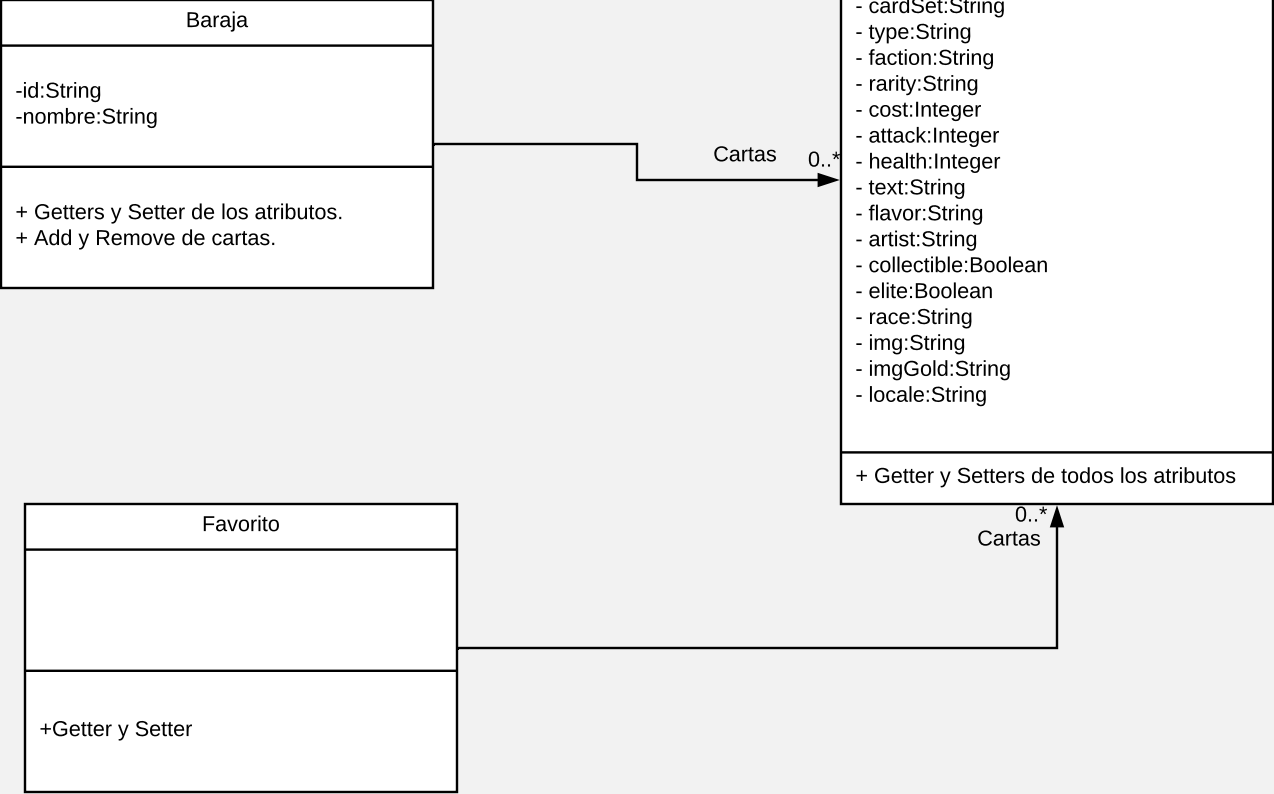 Baraja
-id:String
-nombre:String
+ Getters y Setter de los atributos.
+ Add y Remove de cartas.
Cartas
0..*
- cardSet:String
- type:String
- faction:String
- rarity:String
- cost:Integer
- attack:Integer
- health:Integer
- text:String
- flavor:String
- artist:String
- collectible:Boolean
- elite:Boolean
- race:String
- img:String
- imgGold:String
- locale:String
+ Getter y Setters de todos los atributos
0..*
Cartas
Favorito
+Getter y Setter